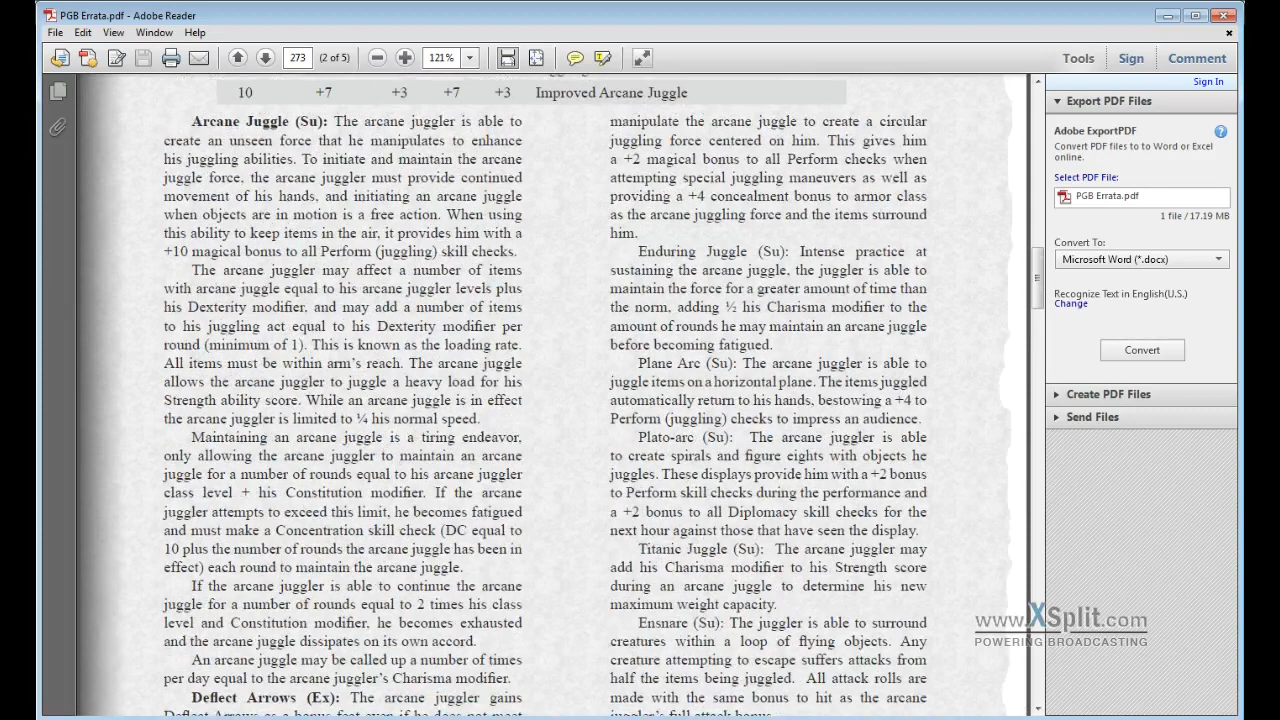 PGB Errata.pdf - Adobe Reader
File Edit View Window Help
273 (2 of 5) 121% Tools Sign Comment
Sign In
Export PDF Files
Adobe ExportPDF
Convert PDF files to to Word or Excel
online.
Select PDF File:
PGB Errata.pdf
1 file / 17.19 MB
Convert To:
Microsoft Word (*.docx)
Recognize Text in English(U.S.)
Change
Convert
Create PDF Files
Send Files
10 +7 +3 +7 +3 Improved Arcane Juggle
Arcane Juggle (Su): The arcane juggler is able to
create an unseen force that he manipulates to enhance
his juggling abilities. To initiate and maintain the arcane
juggle force, the arcane juggler must provide continued
movement of his hands, and initiating an arcane juggle
when objects are in motion is a free action. When using
this ability to keep items in the air, it provides him with a
+10 magical bonus to all Perform (juggling) skill checks.
The arcane juggler may affect a number of items
with arcane juggle equal to his arcane juggler levels plus
his Dexterity modifier, and may add a number of items
to his juggling act equal to his Dexterity modifier per
round (minimum of 1). This is known as the loading rate.
All items must be within arm's reach. The arcane juggle
allows the arcane juggler to juggle a heavy load for his
Strength ability score. While an arcane juggle is in effect
the arcane juggler is limited to ¼ his normal speed.
Maintaining an arcane juggle is a tiring endeavor,
only allowing the arcane juggler to maintain an arcane
juggle for a number of rounds equal to his arcane juggler
class level + his Constitution modifier. If the arcane
juggler attempts to exceed this limit, he becomes fatigued
and must make a Concentration skill check (DC equal to
10 plus the number of rounds the arcane juggle has been in
effect) each round to maintain the arcane juggle.
If the arcane juggler is able to continue the arcane
juggle for a number of rounds equal to 2 times his class
level and Constitution modifier, he becomes exhausted
and the arcane juggle dissipates on its own accord.
An arcane juggle may be called up a number of times
per day equal to the arcane juggler's Charisma modifier.
Deflect Arrows (Ex): The arcane juggler gains
Deflect Arrows as a bonus feat even if he does not meet
manipulate the arcane juggle to create a circular
juggling force centered on him. This gives him
a +2 magical bonus to all Perform checks when
attempting special juggling maneuvers as well as
providing a +4 concealment bonus to armor class
as the arcane juggling force and the items surround
him.
Enduring Juggle (Su): Intense practice at
sustaining the arcane juggle, the juggler is able to
maintain the force for a greater amount of time than
the norm, adding ½ his Charisma modifier to the
amount of rounds he may maintain an arcane juggle
before becoming fatigued.
Plane Arc (Su): The arcane juggler is able to
juggle items on a horizontal plane. The items juggled
automatically return to his hands, bestowing a +4 to
Perform (juggling) checks to impress an audience.
Plato-arc (Su): The arcane juggler is able
to create spirals and figure eights with objects he
juggles. These displays provide him with a +2 bonus
to Perform skill checks during the performance and
a +2 bonus to all Diplomacy skill checks for the
next hour against those that have seen the display.
Titanic Juggle (Su): The arcane juggler may
add his Charisma modifier to his Strength score
during an arcane juggle to determine his new
maximum weight capacity.
Ensnare (Su): The juggler is able to surround
creatures within a loop of flying objects. Any
creature attempting to escape suffers attacks from
half the items being juggled. All attack rolls are
made with the same bonus to hit as the arcane
juggler's full attack bonus.
www.XSplit.com
POWERING BROADCASTING